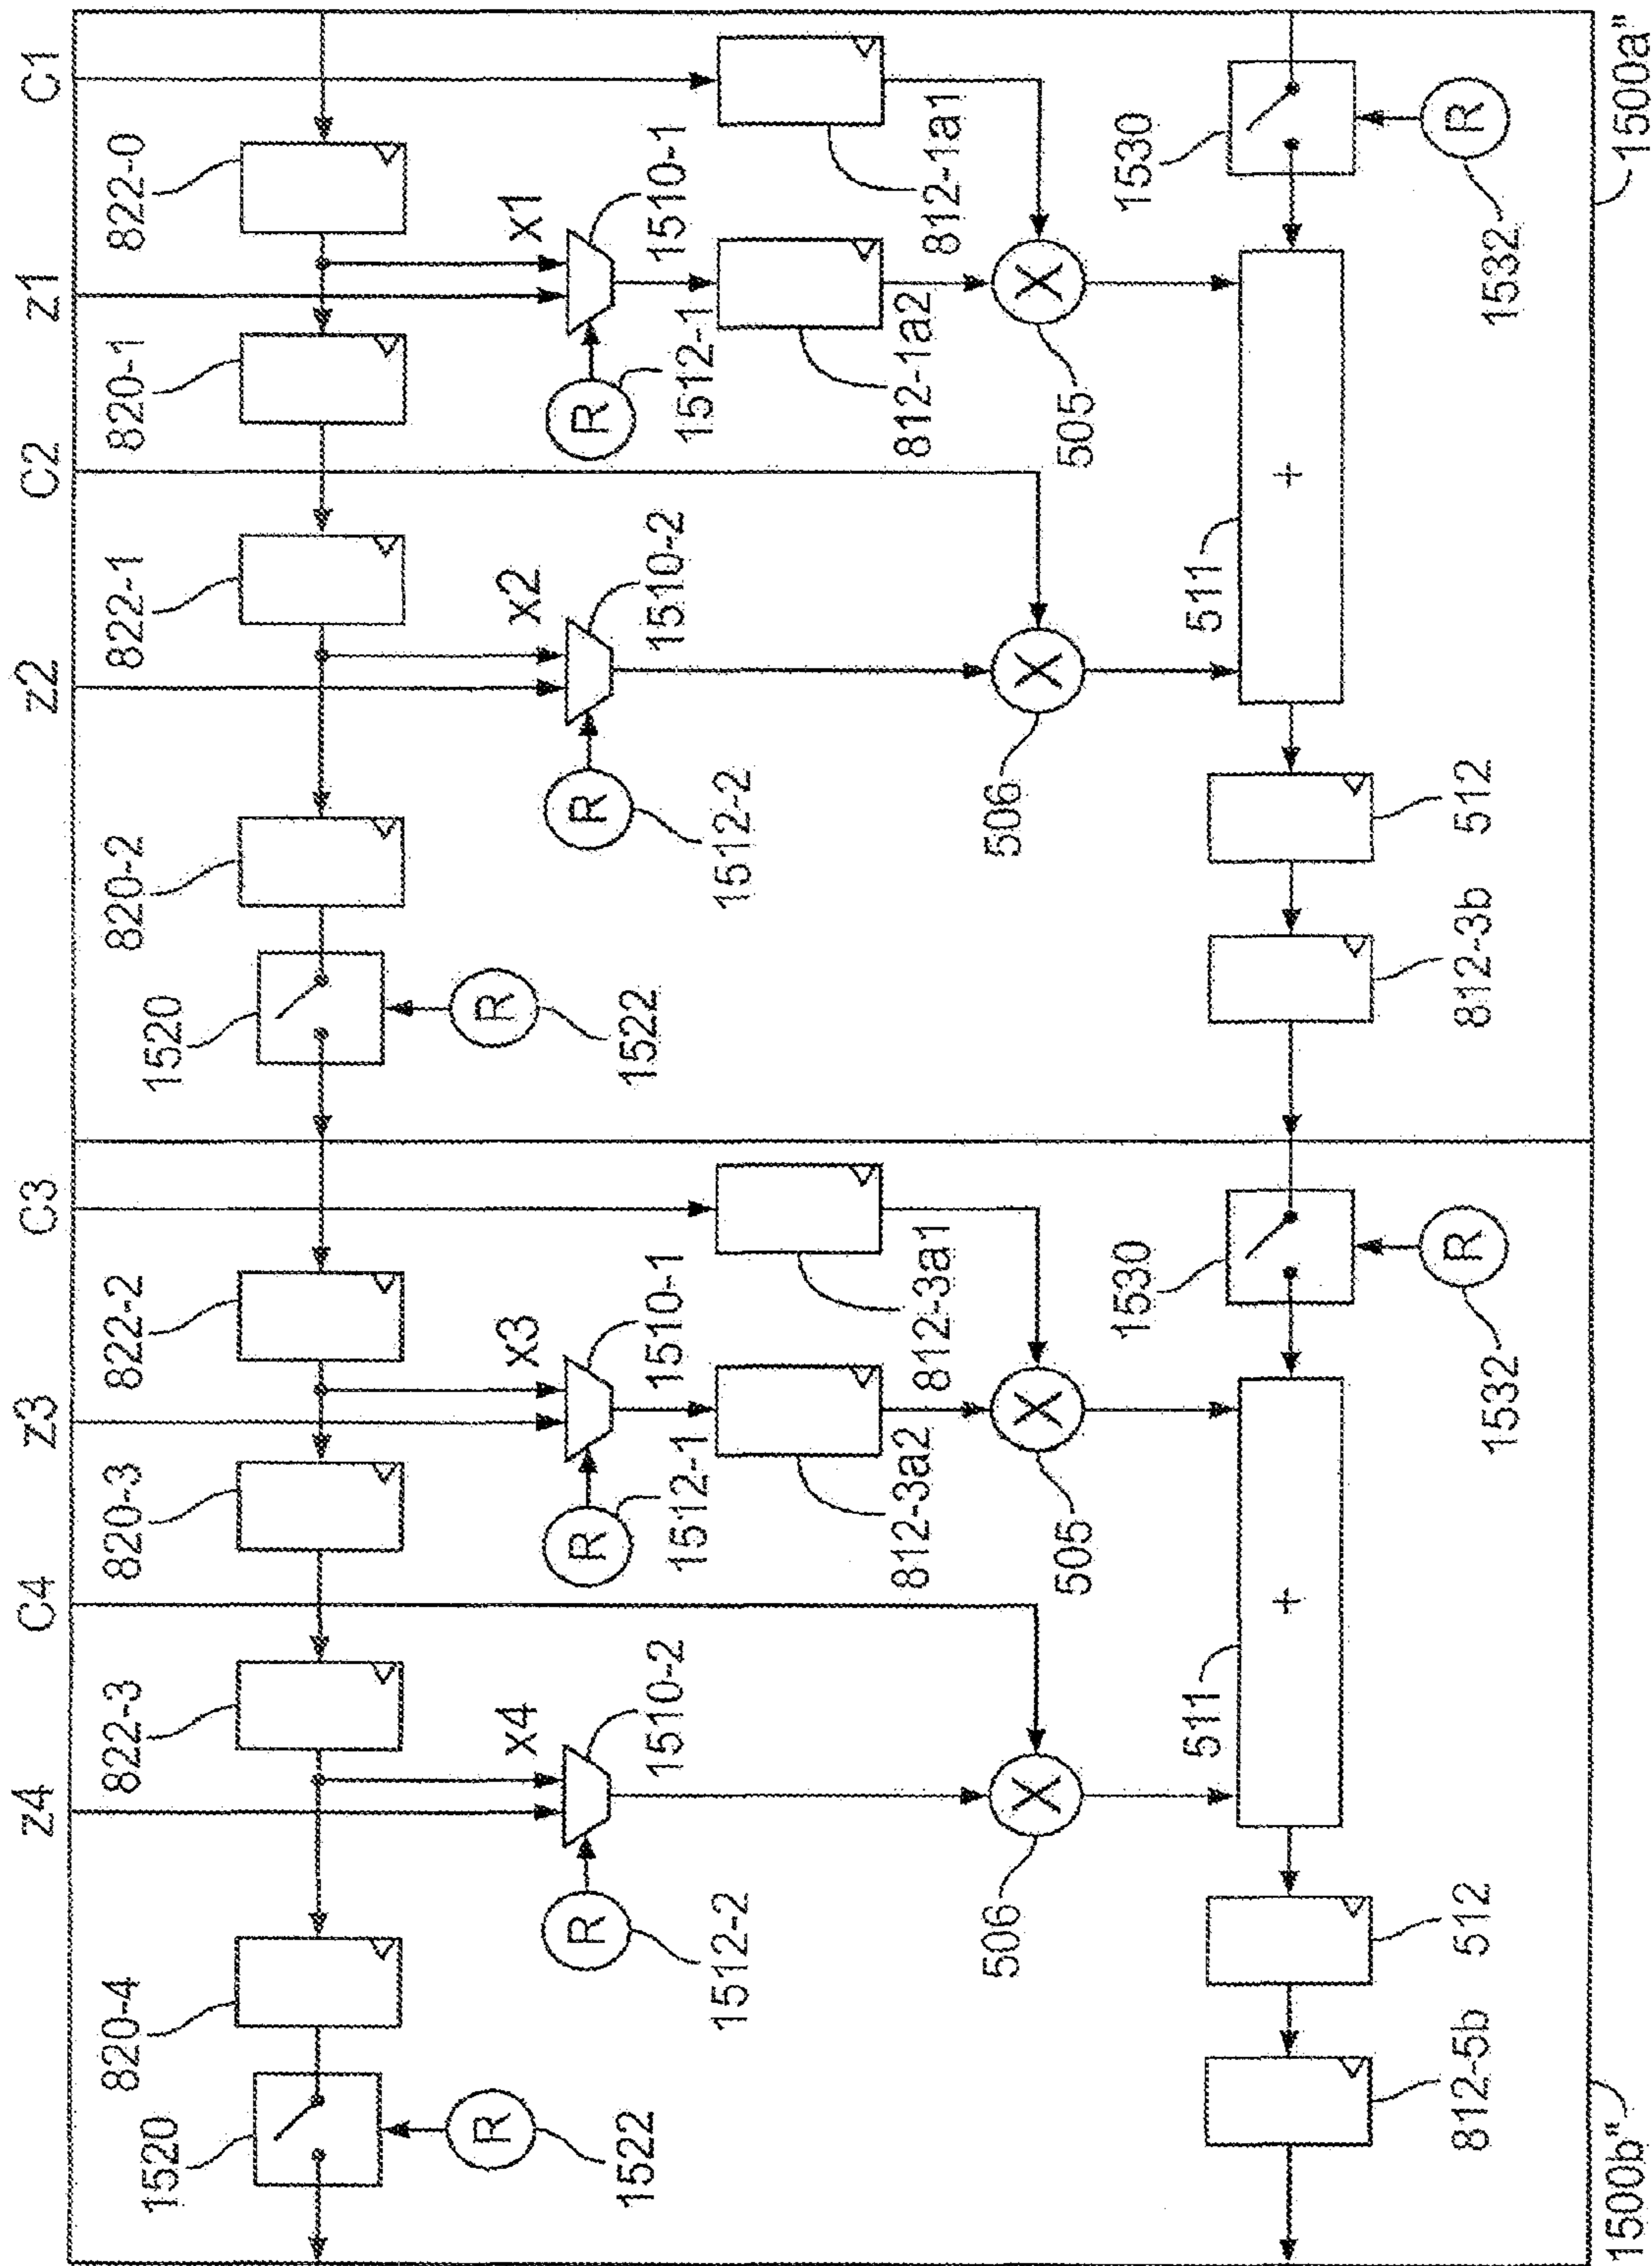 z4
C4
z3
C3
z2
C2
z1
C1
820-4
822-3
820-3
822-2
820-2
822-1
820-1
822-0
1520
1520
x4
x3
x2
x1
1522
1510-2
1510-1
1522
1510-2
1510-1
R
R
R
R
R
R
1512-2
1512-1
1512-2
1512-1
812-3a2
812-3a1
812-1a2
812-1a1
X
X
X
X
506
505
506
505
1530
1530
511
511
+
+
R
R
812-5b
512
1532
812-3b
512
1532
1500b"
1500a"